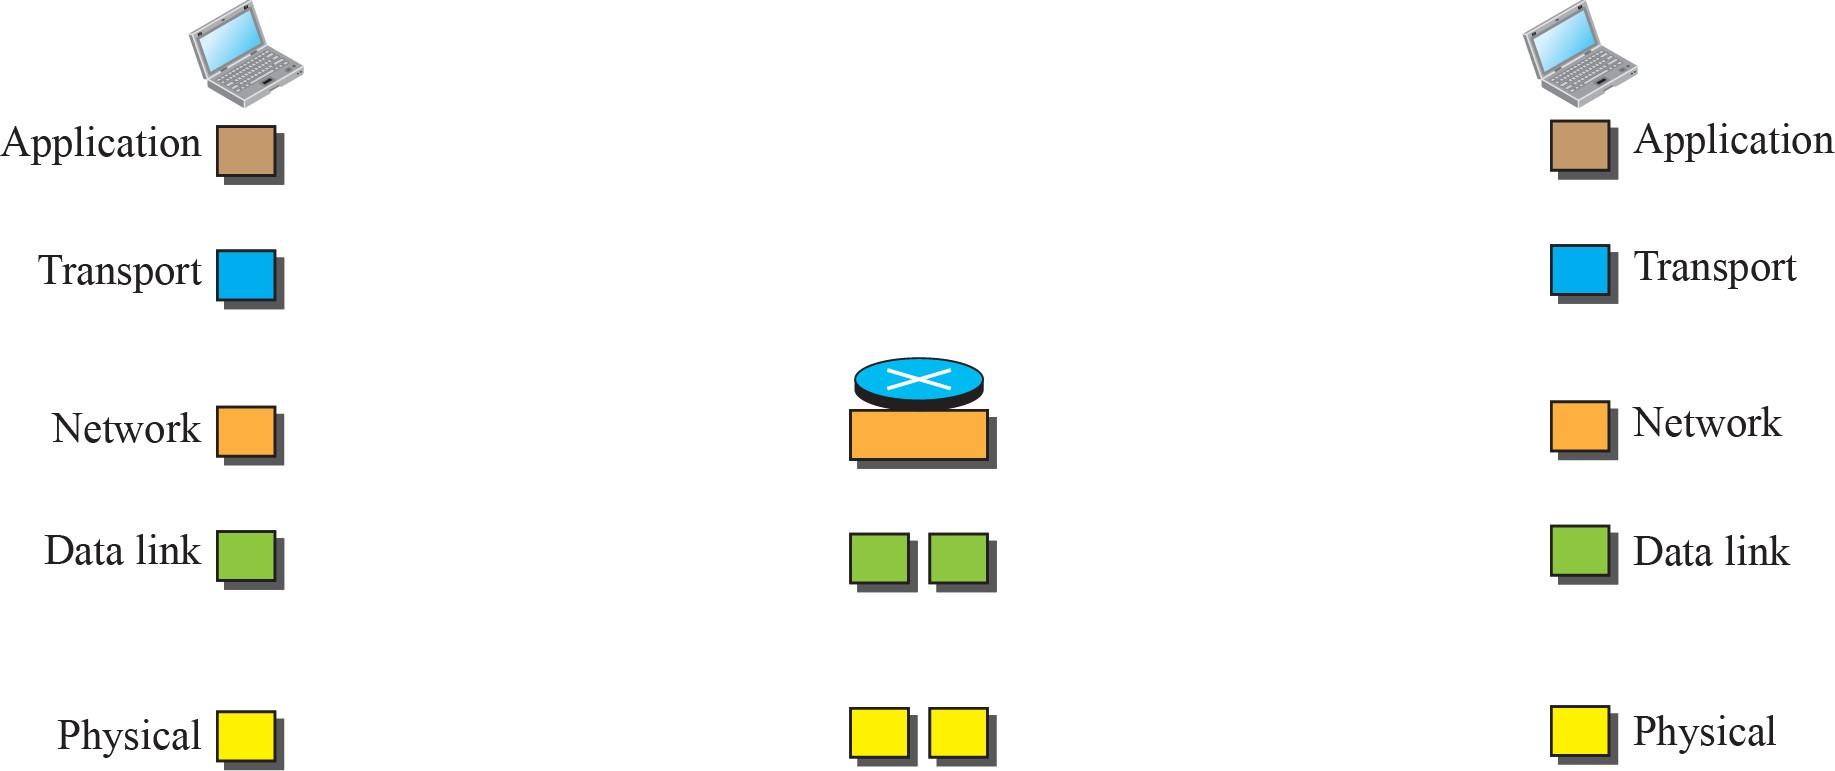 Application
Application
Transport
Transport
Network
Network
Data link
Data link
Physical
Physical